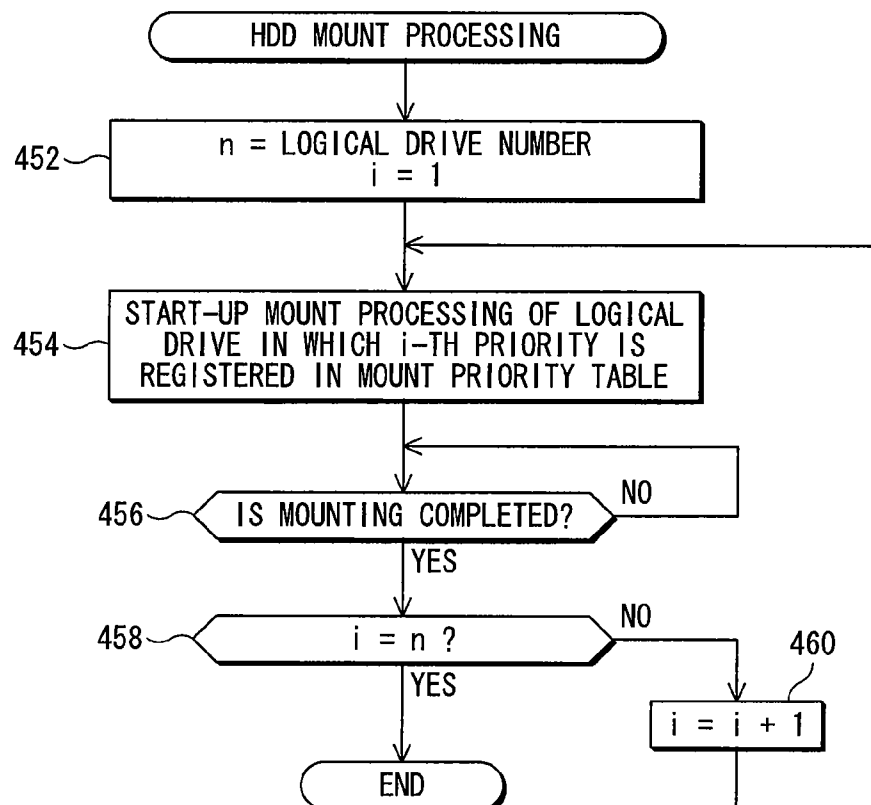 HDD MOUNT PROCESSING
452
n = LOGICAL DRIVE NUMBER
i = 1
454
START-UP MOUNT PROCESSING OF LOGICAL
DRIVE IN WHICH i-TH PRIORITY IS
REGISTERED IN MOUNT PRIORITY TABLE
456
IS MOUNTING COMPLETED?
NO
YES
458
i = n ?
NO
YES
460
i = i + 1
END